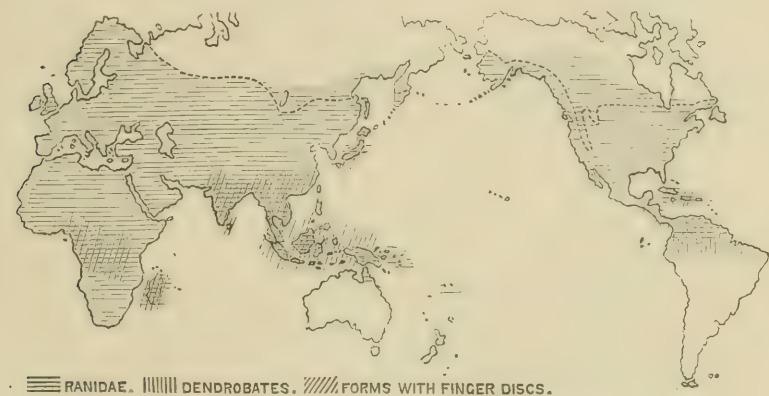 RANIDAE. DENDROBATES. FORMS WITH FINGER DISCS.